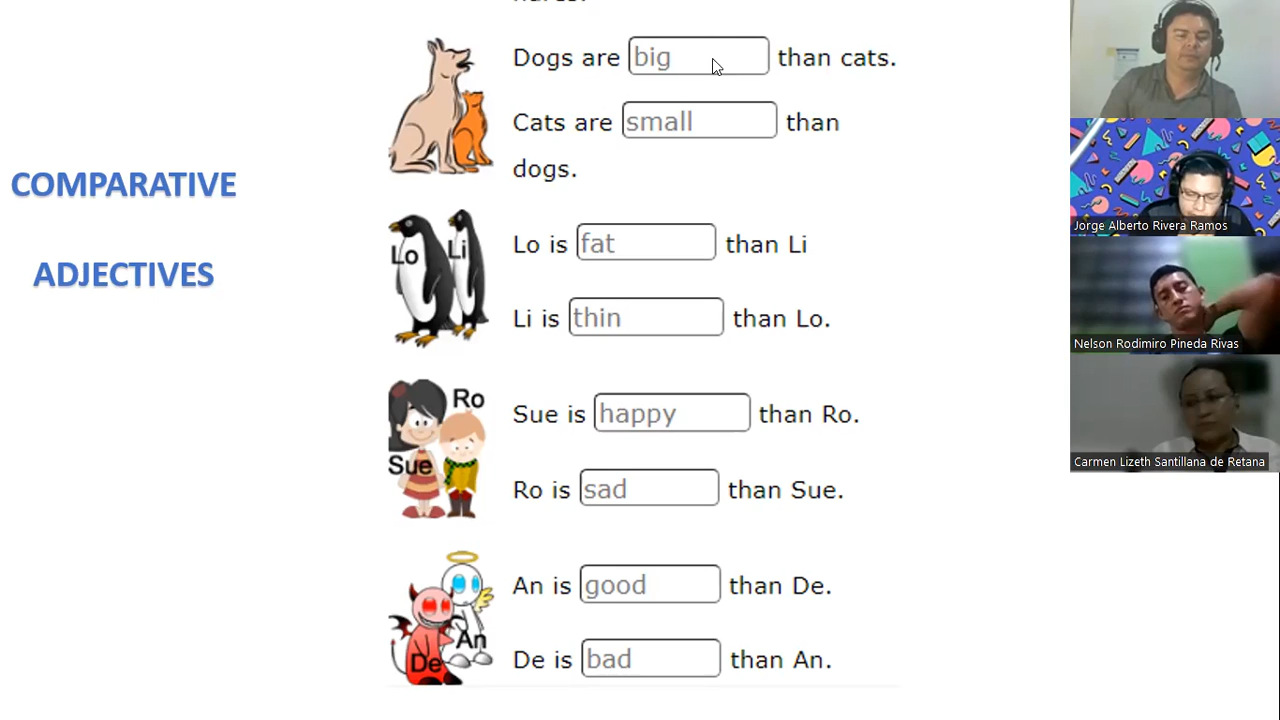 Dogs are big than cats.
Cats are small than
dogs.
COMPARATIVE
ADJECTIVES
Lo
Li
Lo is fat than Li
Li is thin than Lo.
Ro
Sue
Sue is happy than Ro.
Ro is sad than Sue.
An
De
An is good than De.
De is bad than An.
Jorge Alberto Rivera Ramos
Nelson Rodimiro Pineda Rivas
Carmen Lizeth Santillana de Retana